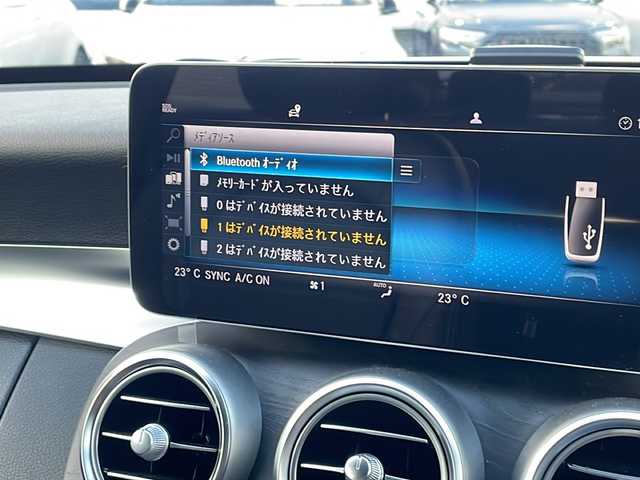 メディアソース
Bluetooth オーディオ
メモリーカードが入っていません
0 はデバイスが接続されていません
1 はデバイスが接続されていません
2 はデバイスが接続されていません
23°C SYNC A/C ON
1
AUTO
23°C